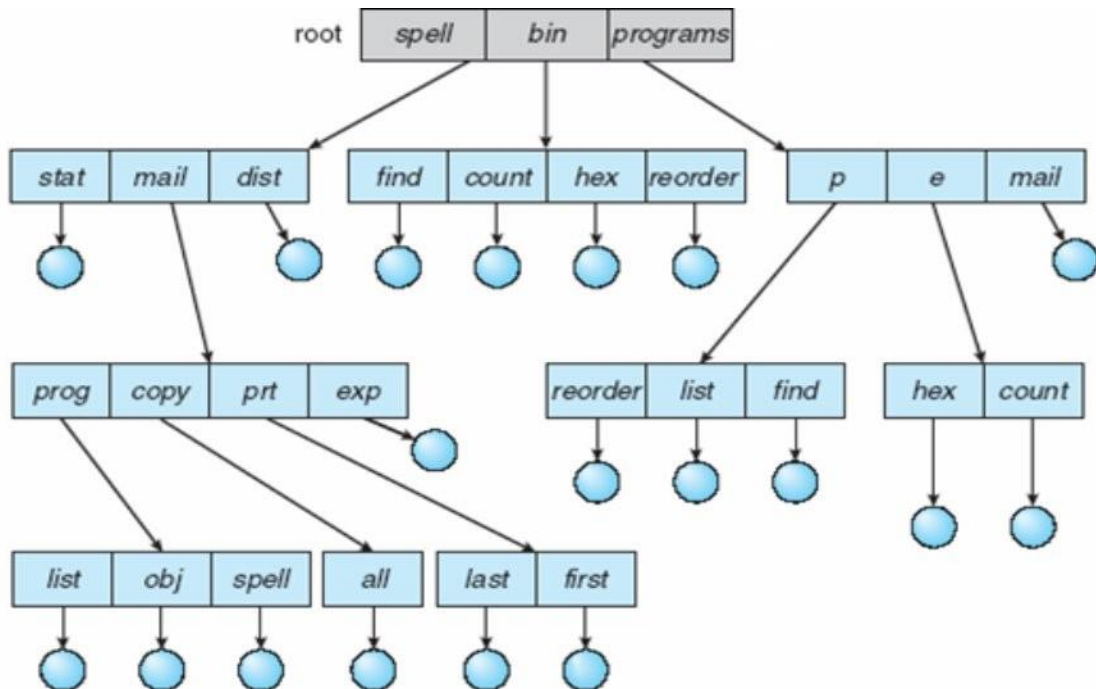 root spell bin programs
stat mail dist find count hex reorder p e mail
prog copy prt exp reorder list find hex count
list obj spell all last first